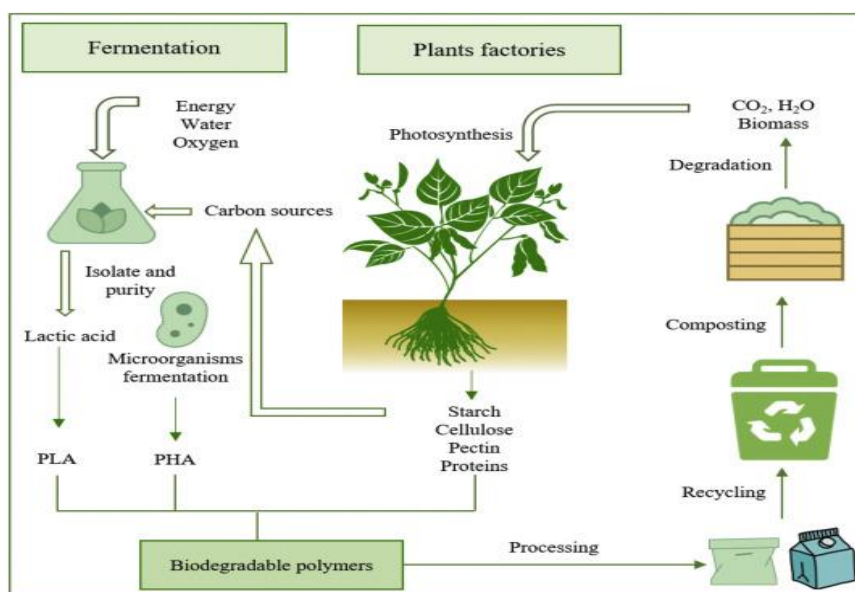 Fermentation
Plants factories
Energy
Water
Oxygen
Photosynthesis
CO₂, H₂O
Biomass
Degradation
Carbon sources
Isolate and
purity
Lactic acid
Microorganisms
fermentation
Composting
Starch
Cellulose
Pectin
Proteins
PLA
PHA
Recycling
Biodegradable polymers
Processing